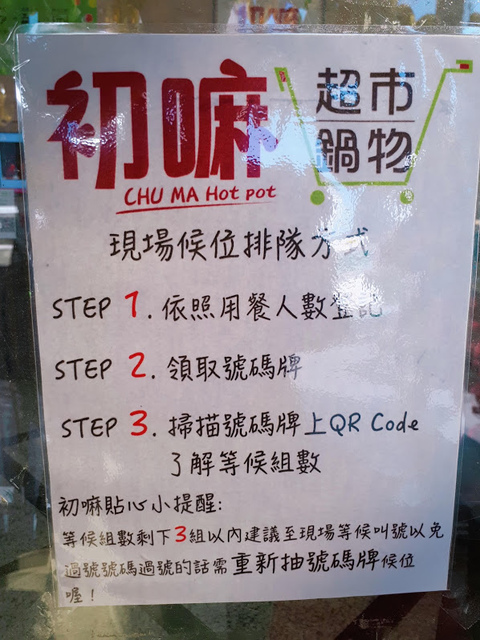 初嘛
超市
鍋物
CHU MA Hot pot
現場候位排隊方式
STEP 1. 依照用餐人數登記
STEP 2. 領取號碼牌
STEP 3. 掃描號碼牌上QR Code
了解等候組數
初嘛貼心小提醒:
等候組數剩下3組以內建議至現場等候叫號以免
過號號碼過號的話需重新抽號碼牌候位
喔!